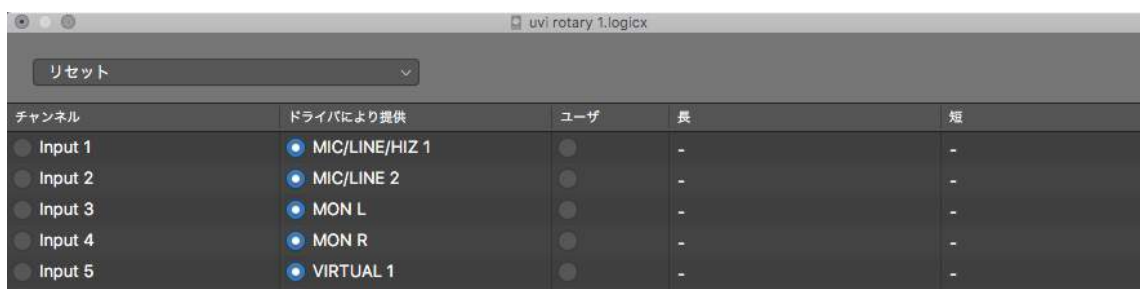 uvi rotary 1.logicx
リセット
チャンネル ドライバにより提供 ユーザ 長 短
Input 1 MIC/LINE/HIZ 1 - -
Input 2 MIC/LINE 2 - -
Input 3 MON L - -
Input 4 MON R - -
Input 5 VIRTUAL 1 - -